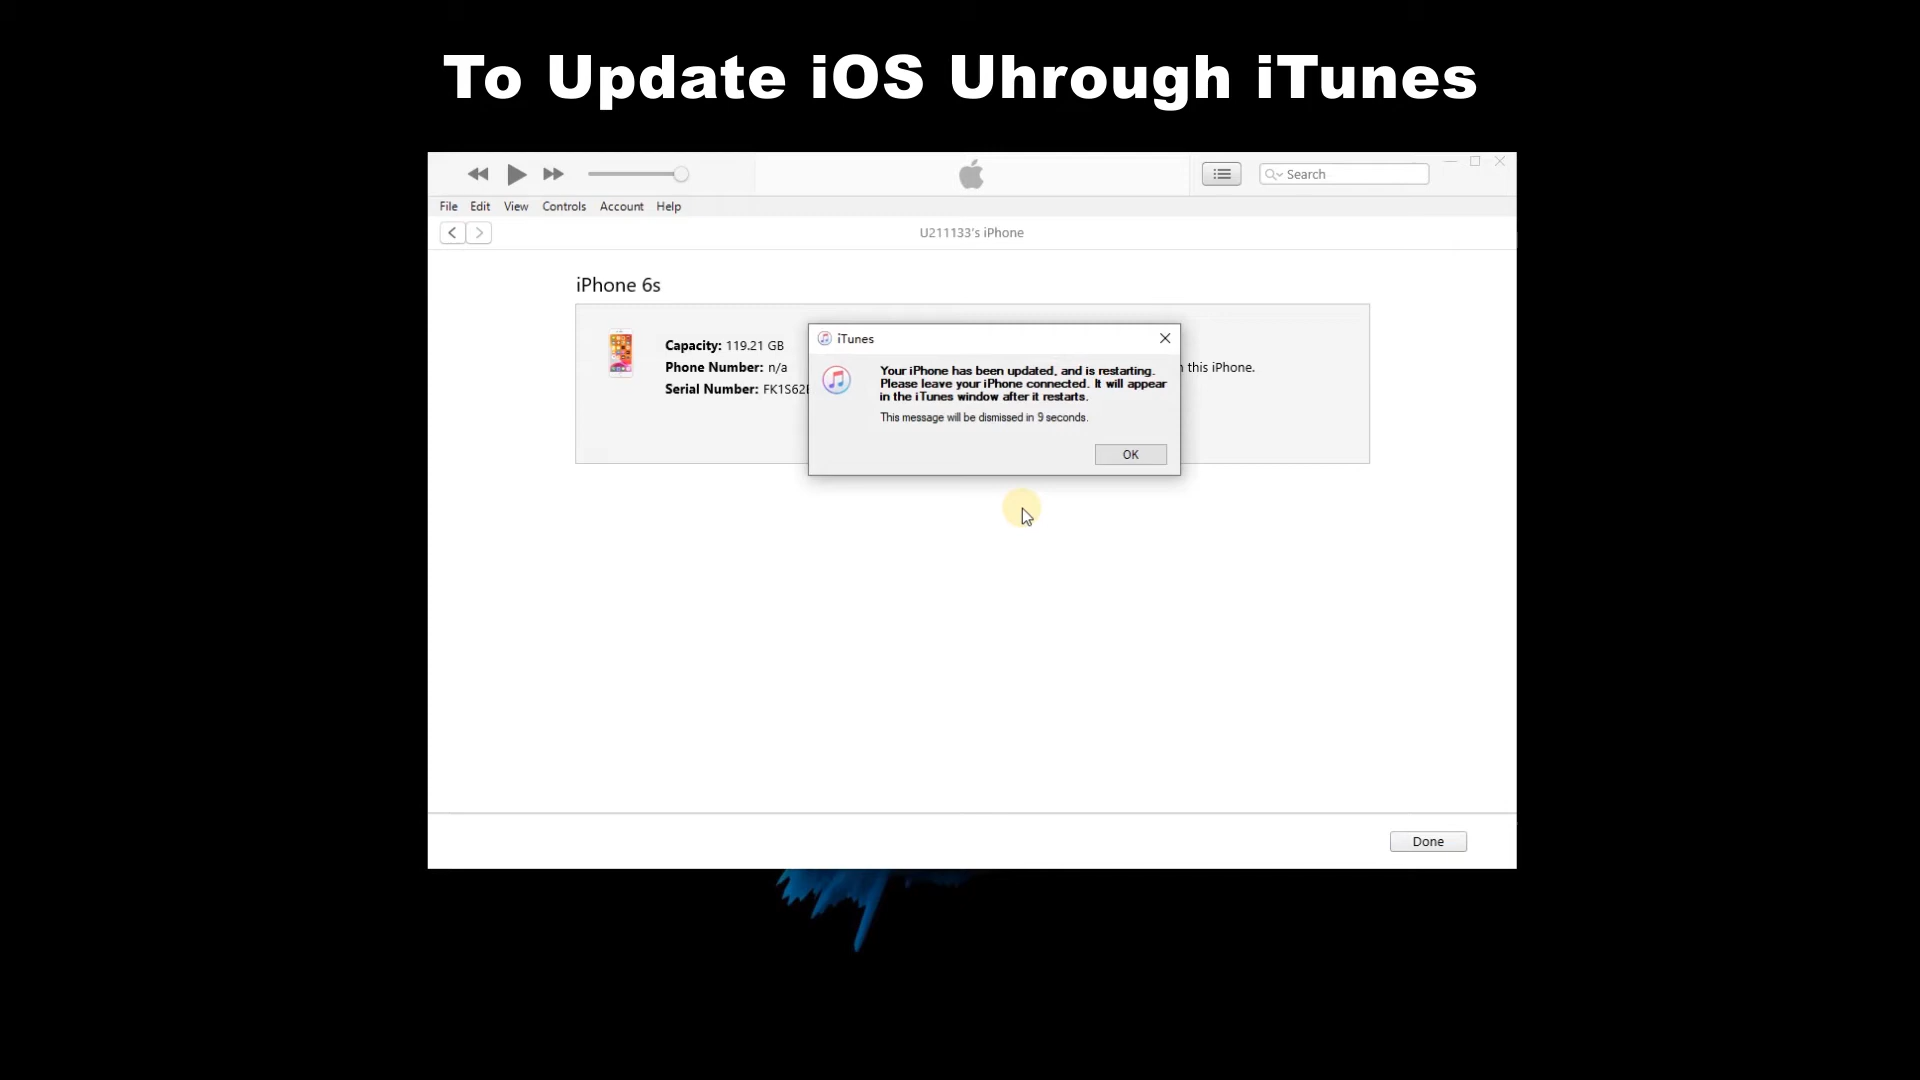 To Update iOS Uhrough iTunes
Search
File Edit View Controls Account Help
U211133's iPhone
iPhone 6s
Capacity: 119.21 GB
Phone Number: n/a
Serial Number: FK1S62
this iPhone.
iTunes
Your iPhone has been updated, and is restarting.
Please leave your iPhone connected. It will appear
in the iTunes window after it restarts.
This message will be dismissed in 9 seconds.
OK
Done